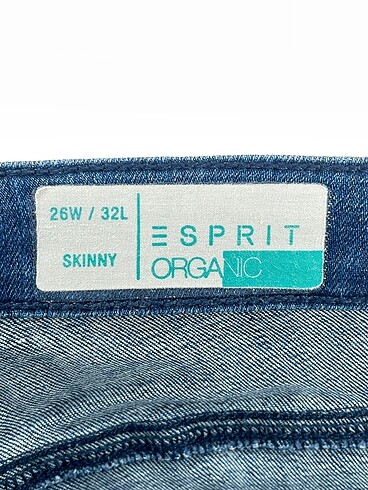 26W / 32L
SKINNY
ESPRIT
ORGANIC